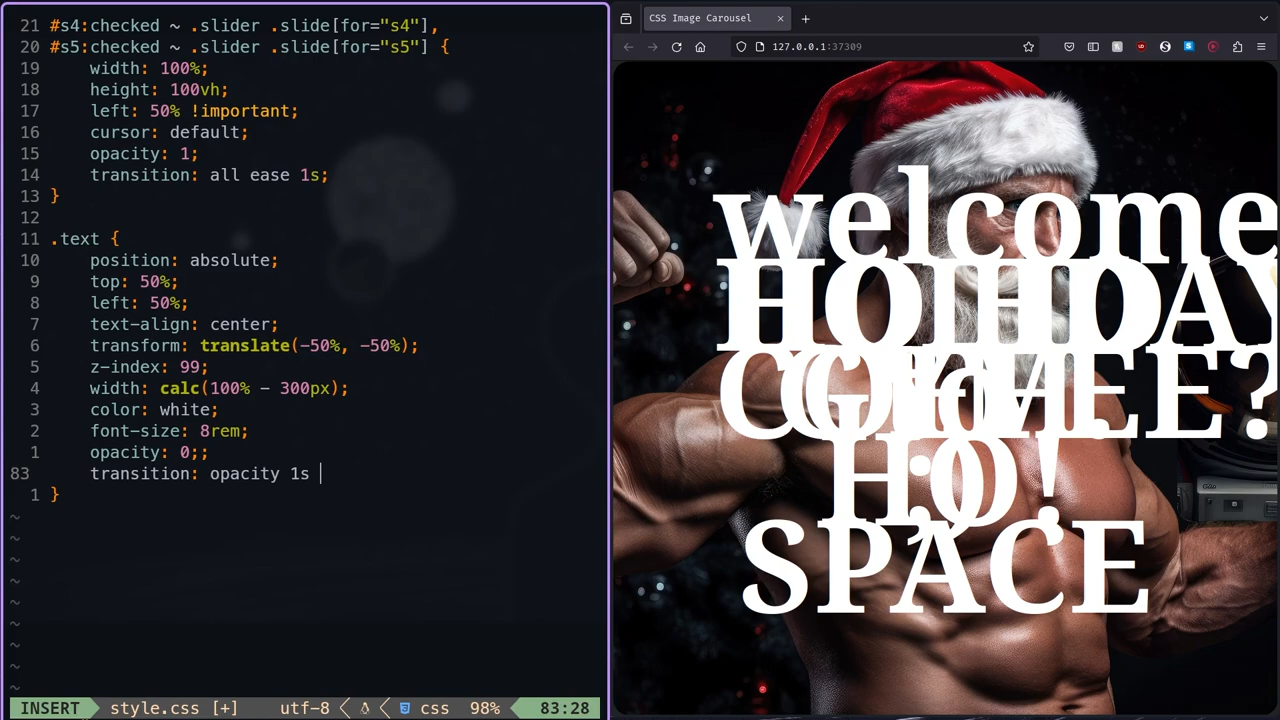 21 #s4:checked ~ .slider .slide[for="s4"],
20 #s5:checked ~ .slider .slide[for="s5"] {
19 width: 100%;
18 height: 100vh;
17 left: 50% !important;
16 cursor: default;
15 opacity: 1;
14 transition: all ease 1s;
13 }
12
11 .text {
10 position: absolute;
9 top: 50%;
8 left: 50%;
7 text-align: center;
6 transform: translate(-50%, -50%);
5 z-index: 99;
4 width: calc(100% - 300px);
3 color: white;
2 font-size: 8rem;
1 opacity: 0;;
83 transition: opacity 1s
1 }
~
~
~
~
~
~
~
~
~
INSERT style.css [+] utf-8 css 98% 83:28
CSS Image Carousel
127.0.0.1:37309
welcome
HOLIDAY
COFFEE?
HO!
SPACE